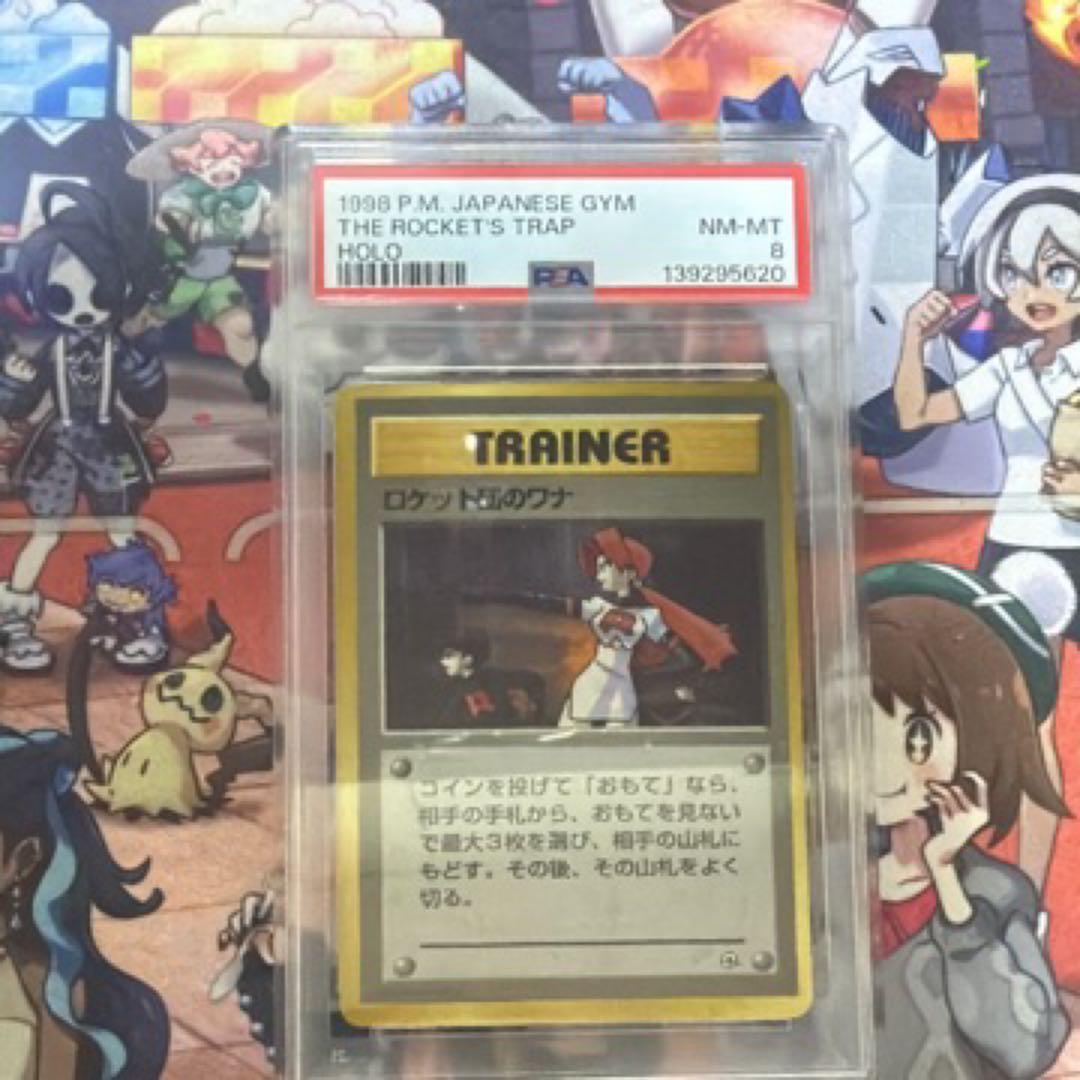 1998 P.M. JAPANESE GYM
THE ROCKET'S TRAP NM-MT
HOLO 8
PSA 139295620
TRAINER
ロケット団のワナ
コインを投げて「おもて」なら、
相手の手札から、おもてを見ない
で最大3枚を選び、相手の山札に
もどす。その後、その山札をよく
切る。